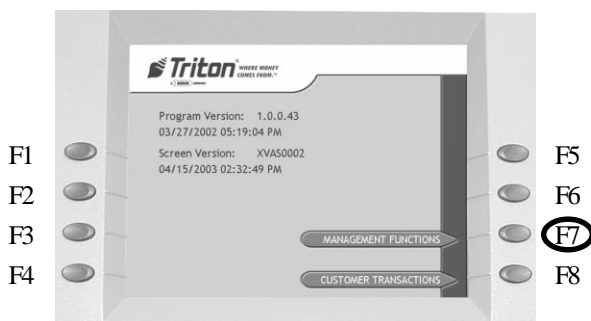 Triton WHERE MONEY
COMES FROM.™
Program Version: 1.0.0.43
03/27/2002 05:19:04 PM
Screen Version: XVAS0002
04/15/2003 02:32:49 PM
F1
F2
F3
F4
F5
F6
F7
F8
MANAGEMENT FUNCTIONS
CUSTOMER TRANSACTIONS